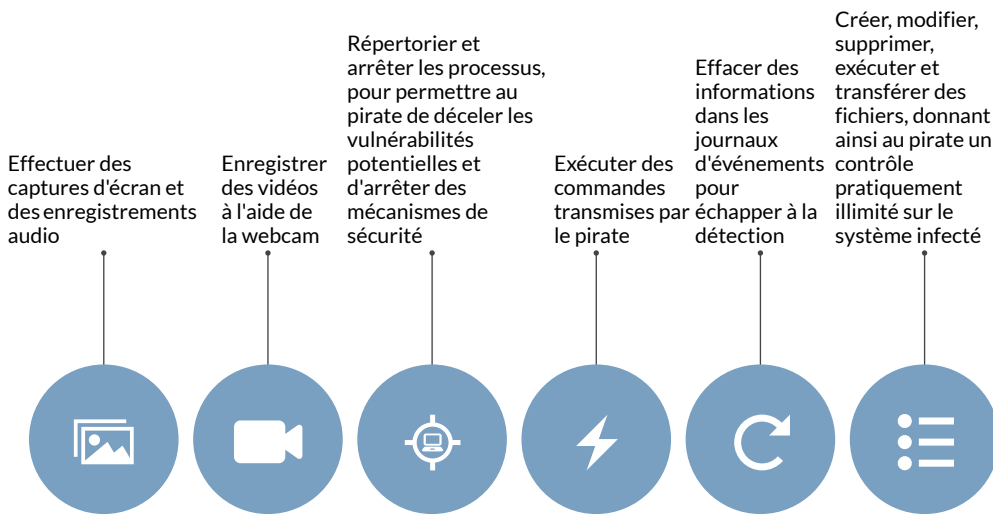 Effectuer des
captures d'écran et
des enregistrements
audio
Enregistrer
des vidéos
à l'aide de
la webcam
Répertorier et
arrêter les processus,
pour permettre au
pirate de déceler les
vulnérabilités
potentielles et
d'arrêter des
mécanismes de
sécurité
Exécuter des
commandes
transmises par
le pirate
Effacer des
informations
dans les
journaux
d'événements
pour
échapper à la
détection
Créer, modifier,
supprimer,
exécuter et
transférer des
fichiers, donnant
ainsi au pirate un
contrôle
pratiquement
illimité sur le
système infecté